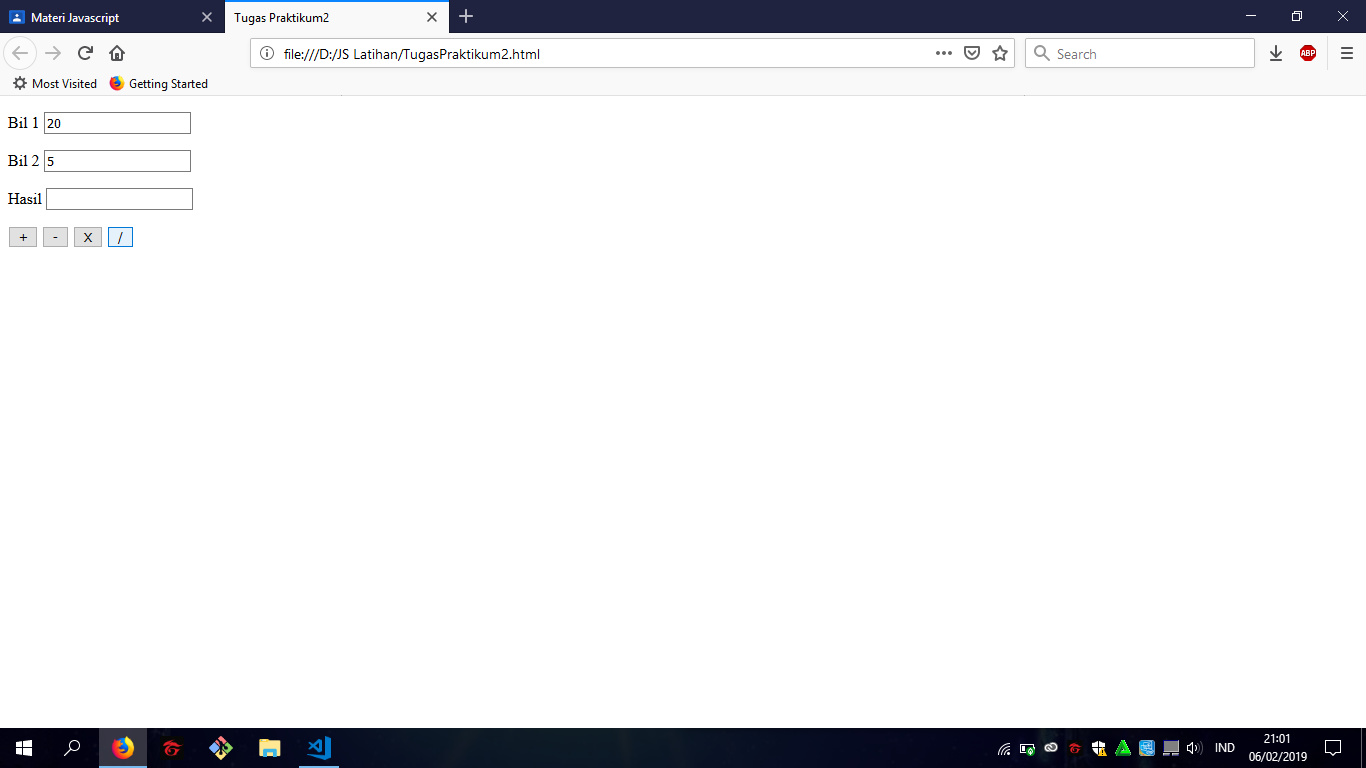 Materi Javascript
Tugas Praktikum2
file:///D:/JS Latihan/TugasPraktikum2.html
Search
ABP
Most Visited
Getting Started
Bil 1 20
Bil 2 5
Hasil
+ - X /
IND
21:01
06/02/2019